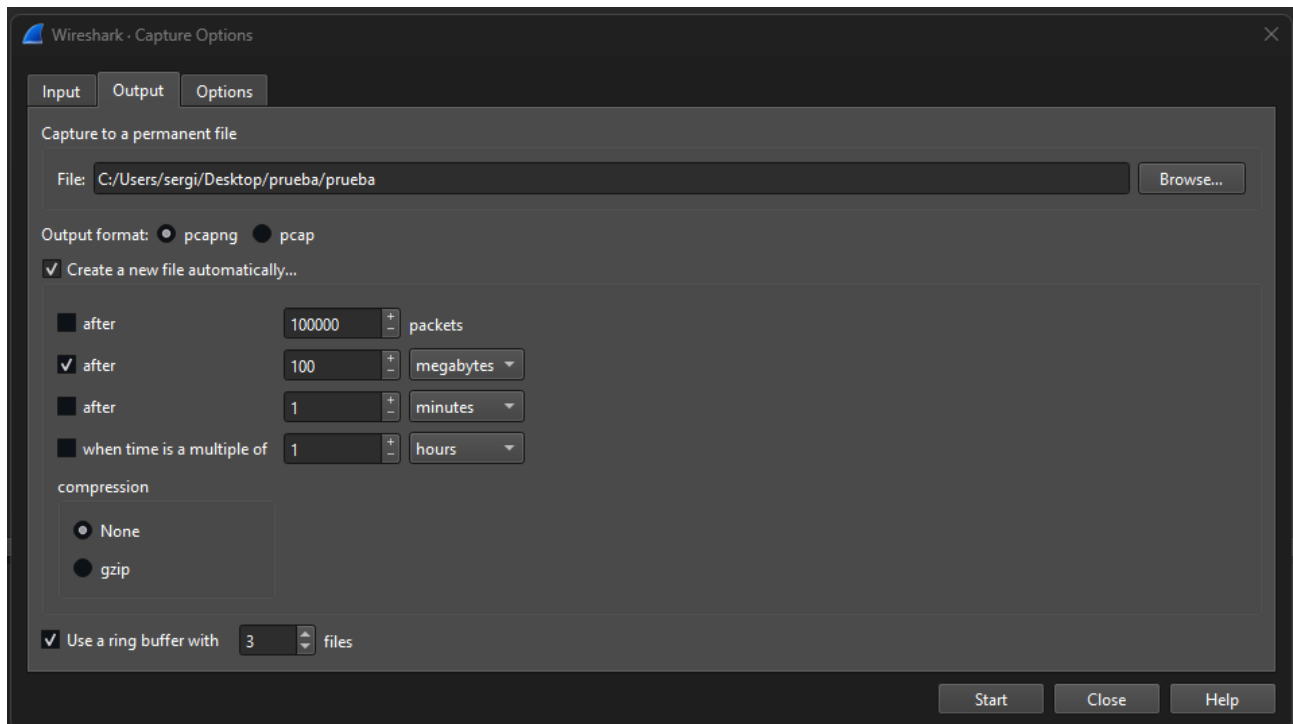 Wireshark · Capture Options
Input Output Options
Capture to a permanent file
File: C:/Users/sergi/Desktop/prueba/prueba Browse...
Output format: pcapng pcap
Create a new file automatically...
after 100000 packets
after 100 megabytes
after 1 minutes
when time is a multiple of 1 hours
compression
None
gzip
Use a ring buffer with 3 files
Start Close Help